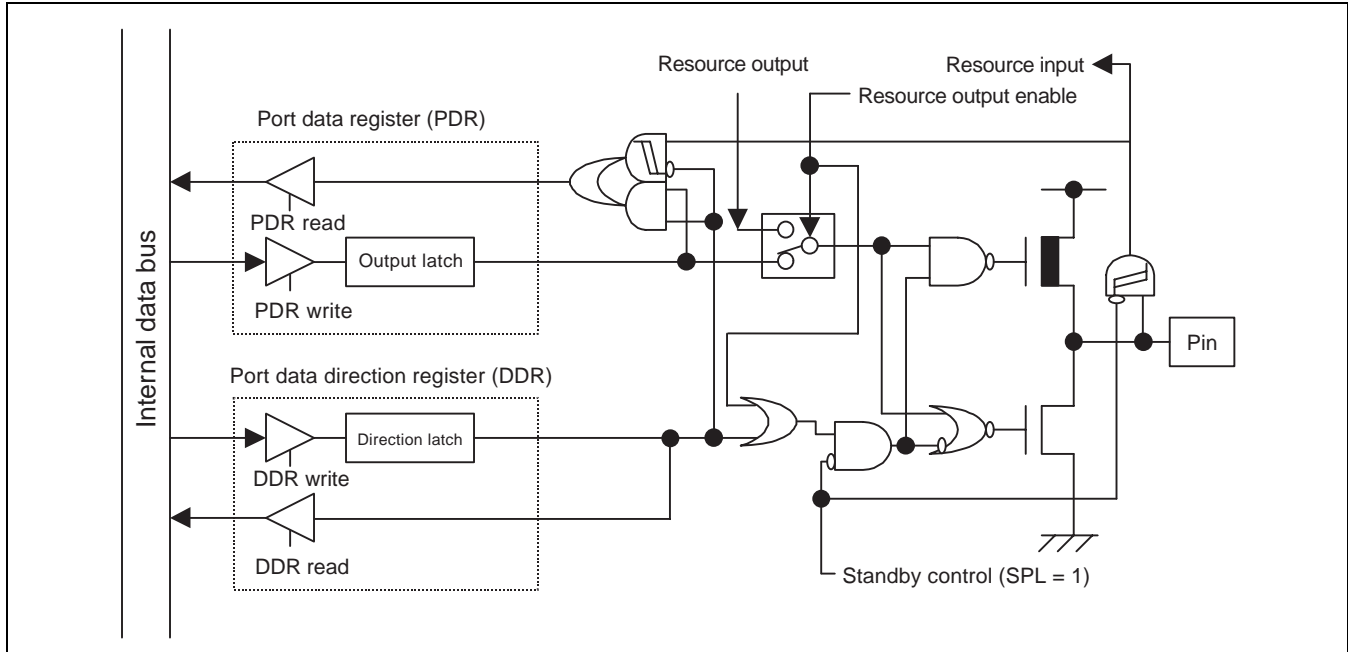 Resource output
Resource input
Resource output enable
Port data register (PDR)
PDR read
Output latch
PDR write
Internal data bus
Pin
Port data direction register (DDR)
Direction latch
DDR write
DDR read
Standby control (SPL = 1)